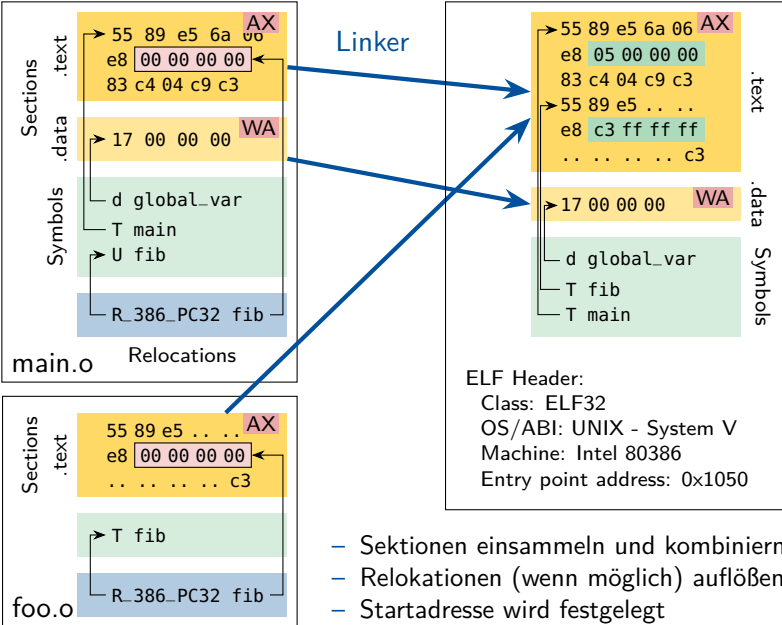 Sections
.text
AX
55 89 e5 6a 06
e8 00 00 00 00
83 c4 04 c9 c3
.data
WA
17 00 00 00
Symbols
d global_var
T main
U fib
R_386_PC32 fib
main.o
Relocations
Sections
.text
AX
55 89 e5 .. ..
e8 00 00 00 00
.. .. .. .. c3
T fib
R_386_PC32 fib
foo.o
Linker
AX
.text
55 89 e5 6a 06
e8 05 00 00 00
83 c4 04 c9 c3
55 89 e5 .. ..
e8 c3 ff ff ff
.. .. .. .. c3
WA
.data
17 00 00 00
Symbols
d global_var
T fib
T main
ELF Header:
Class: ELF32
OS/ABI: UNIX - System V
Machine: Intel 80386
Entry point address: 0x1050
– Sektionen einsammeln und kombiniern
– Relokationen (wenn möglich) auflößen
– Startadresse wird festgelegt